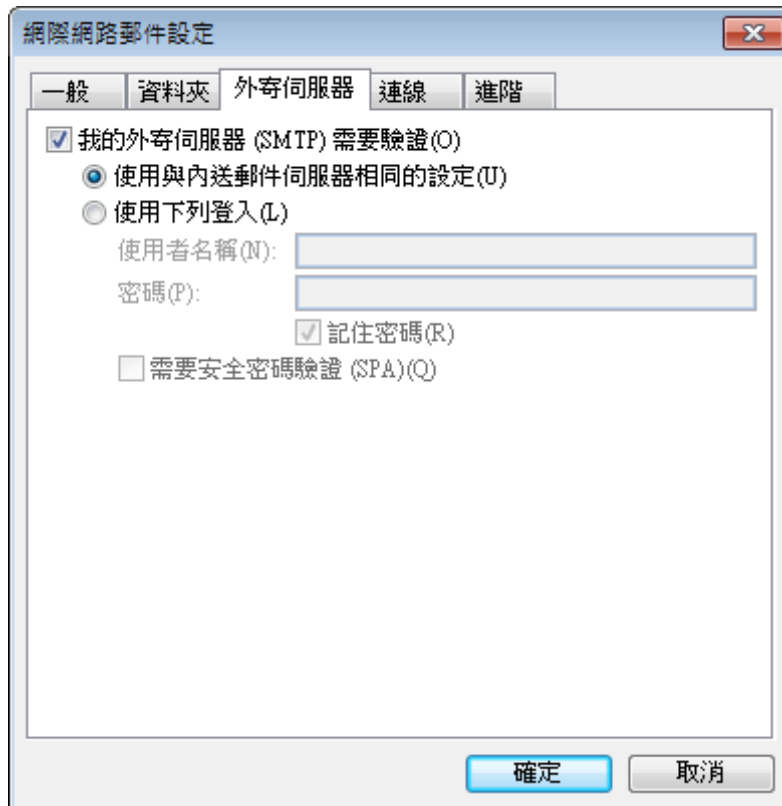 網際網路郵件設定
一般 資料夾 外寄伺服器 連線 進階
我的外寄伺服器 (SMTP) 需要驗證(O)
使用與內送郵件伺服器相同的設定(U)
使用下列登入(L)
使用者名稱(N):
密碼(P):
記住密碼(R)
需要安全密碼驗證 (SPA)(Q)
確定 取消